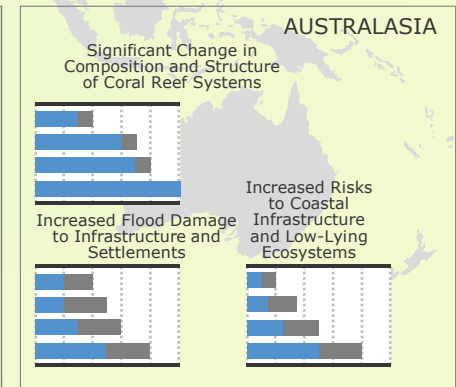 AUSTRALASIA
Significant Change in
Composition and Structure
of Coral Reef Systems
Increased Flood Damage
to Infrastructure and
Settlements
Increased Risks
to Coastal
Infrastructure
and Low-Lying
Ecosystems